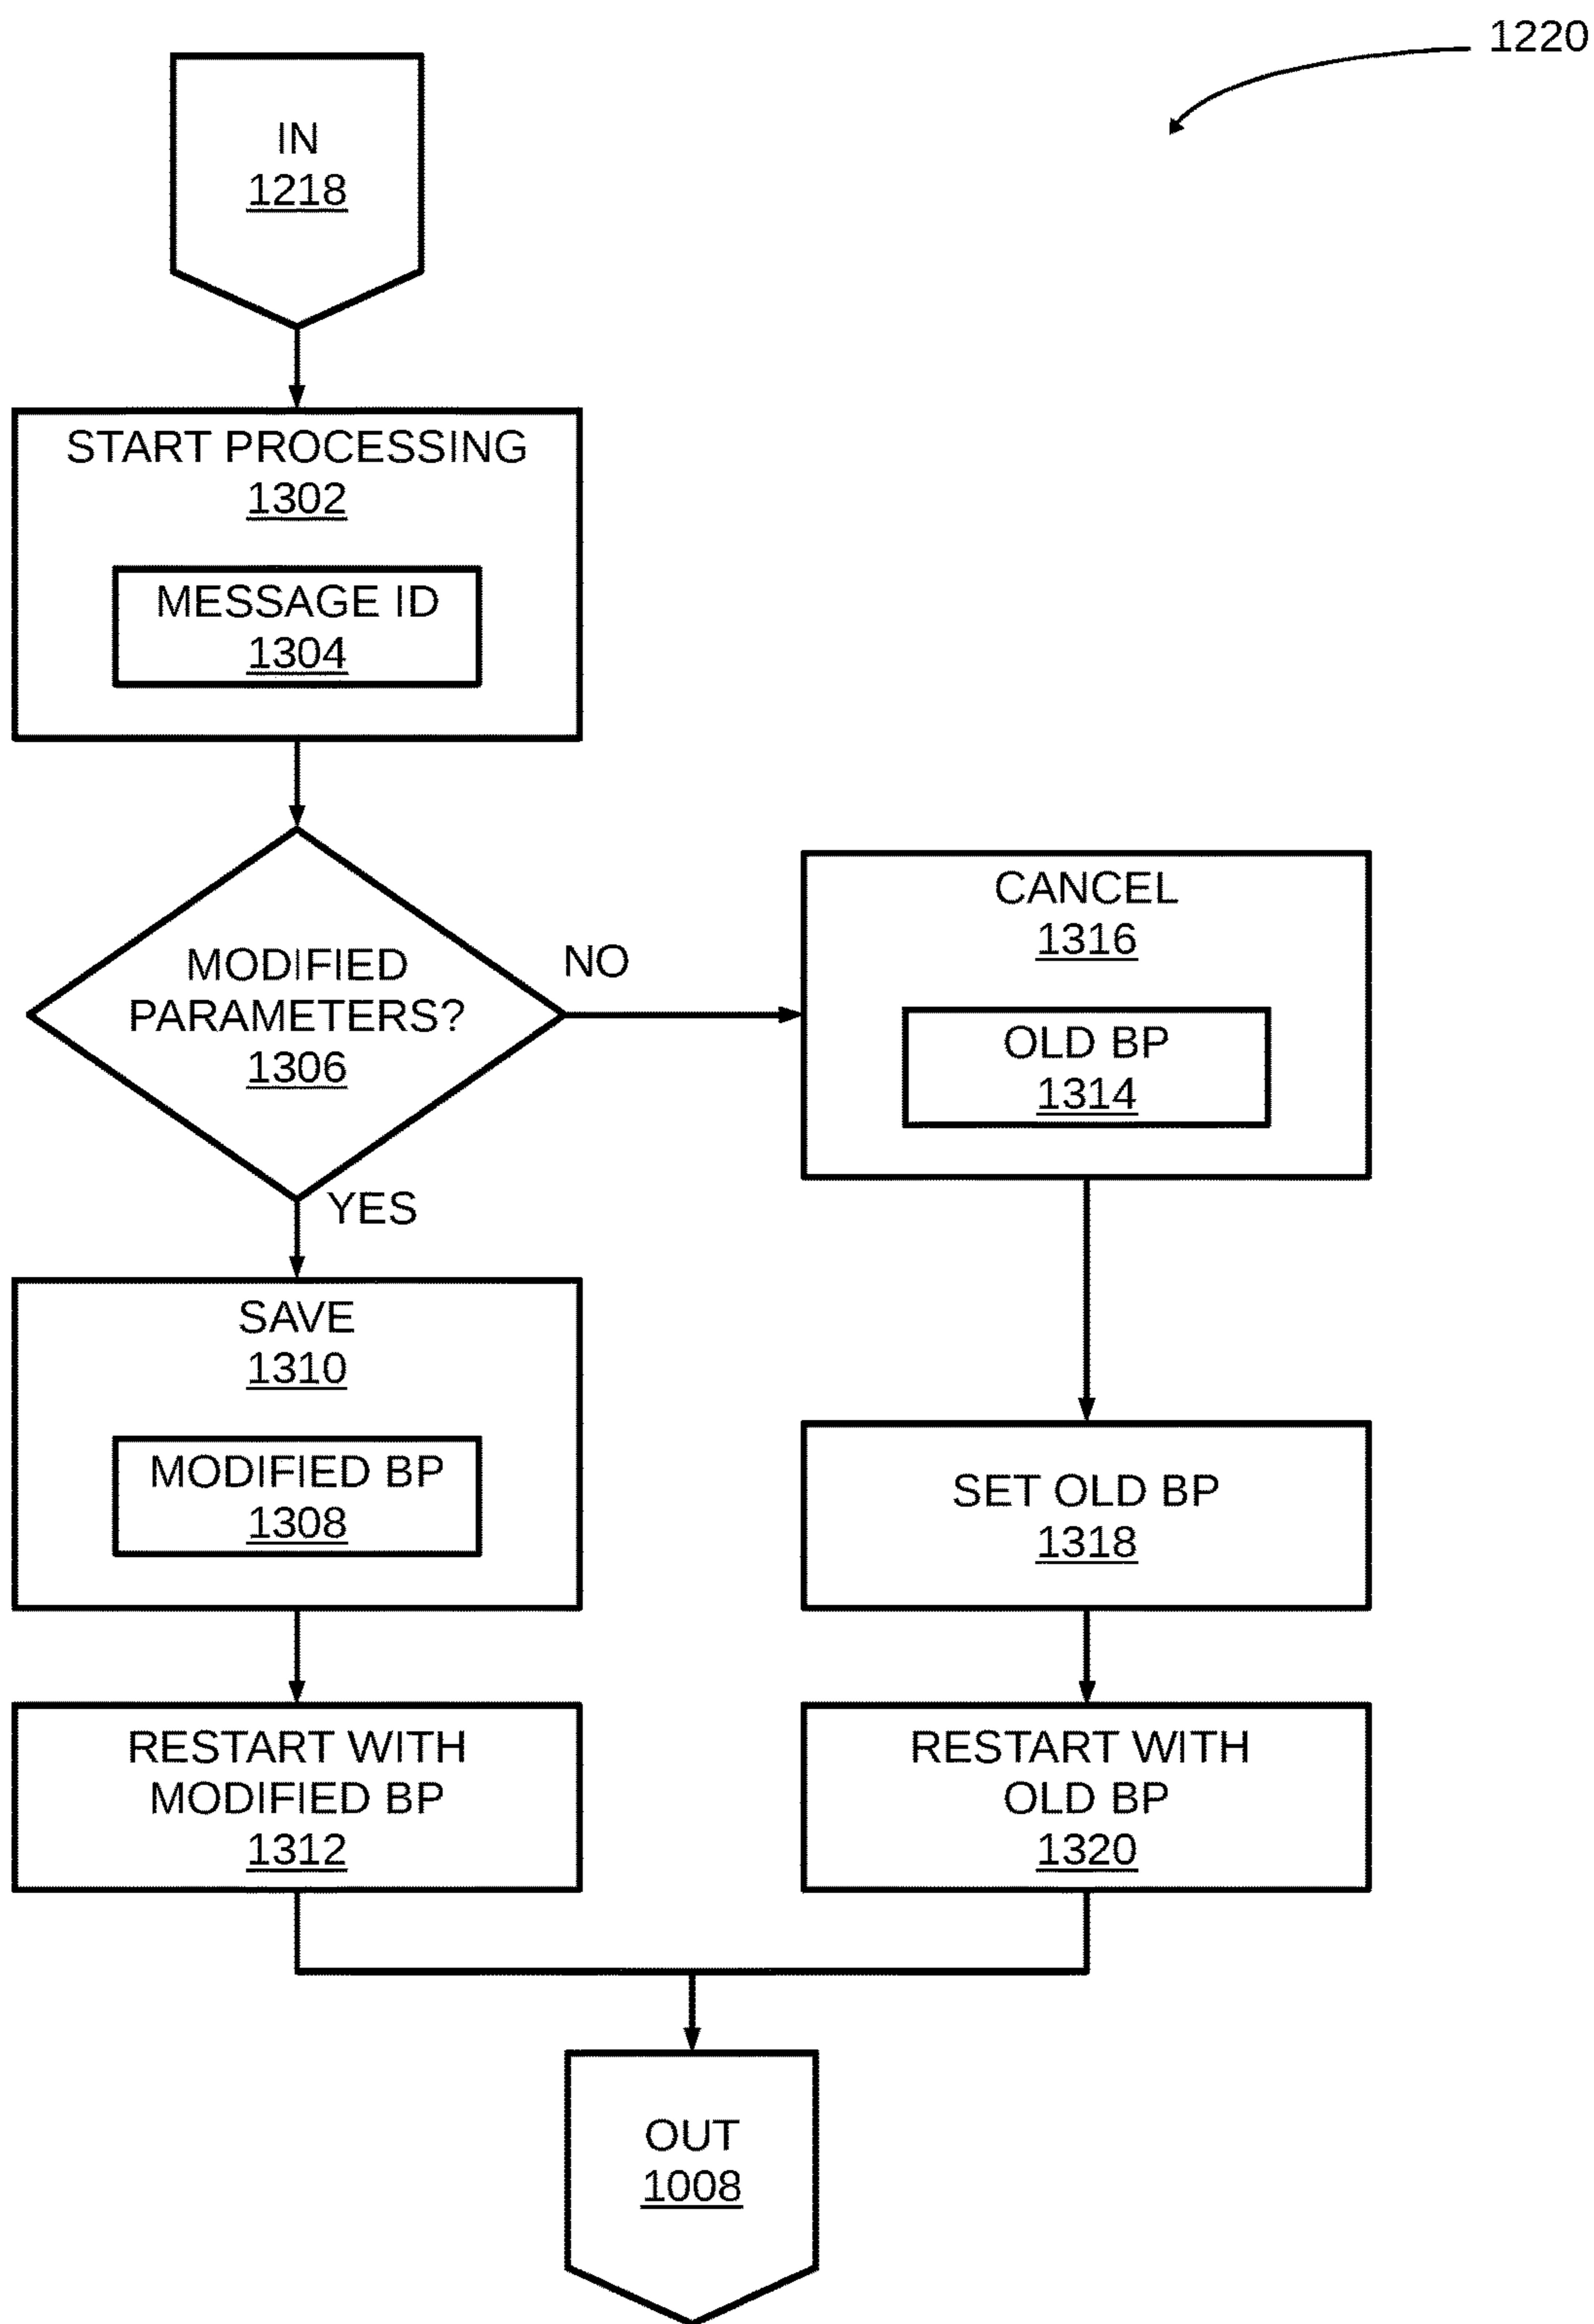 1220
IN
1218
START PROCESSING
1302
MESSAGE ID
1304
MODIFIED
PARAMETERS?
1306
NO
CANCEL
1316
OLD BP
1314
YES
SAVE
1310
MODIFIED BP
1308
SET OLD BP
1318
RESTART WITH
MODIFIED BP
1312
RESTART WITH
OLD BP
1320
OUT
1008